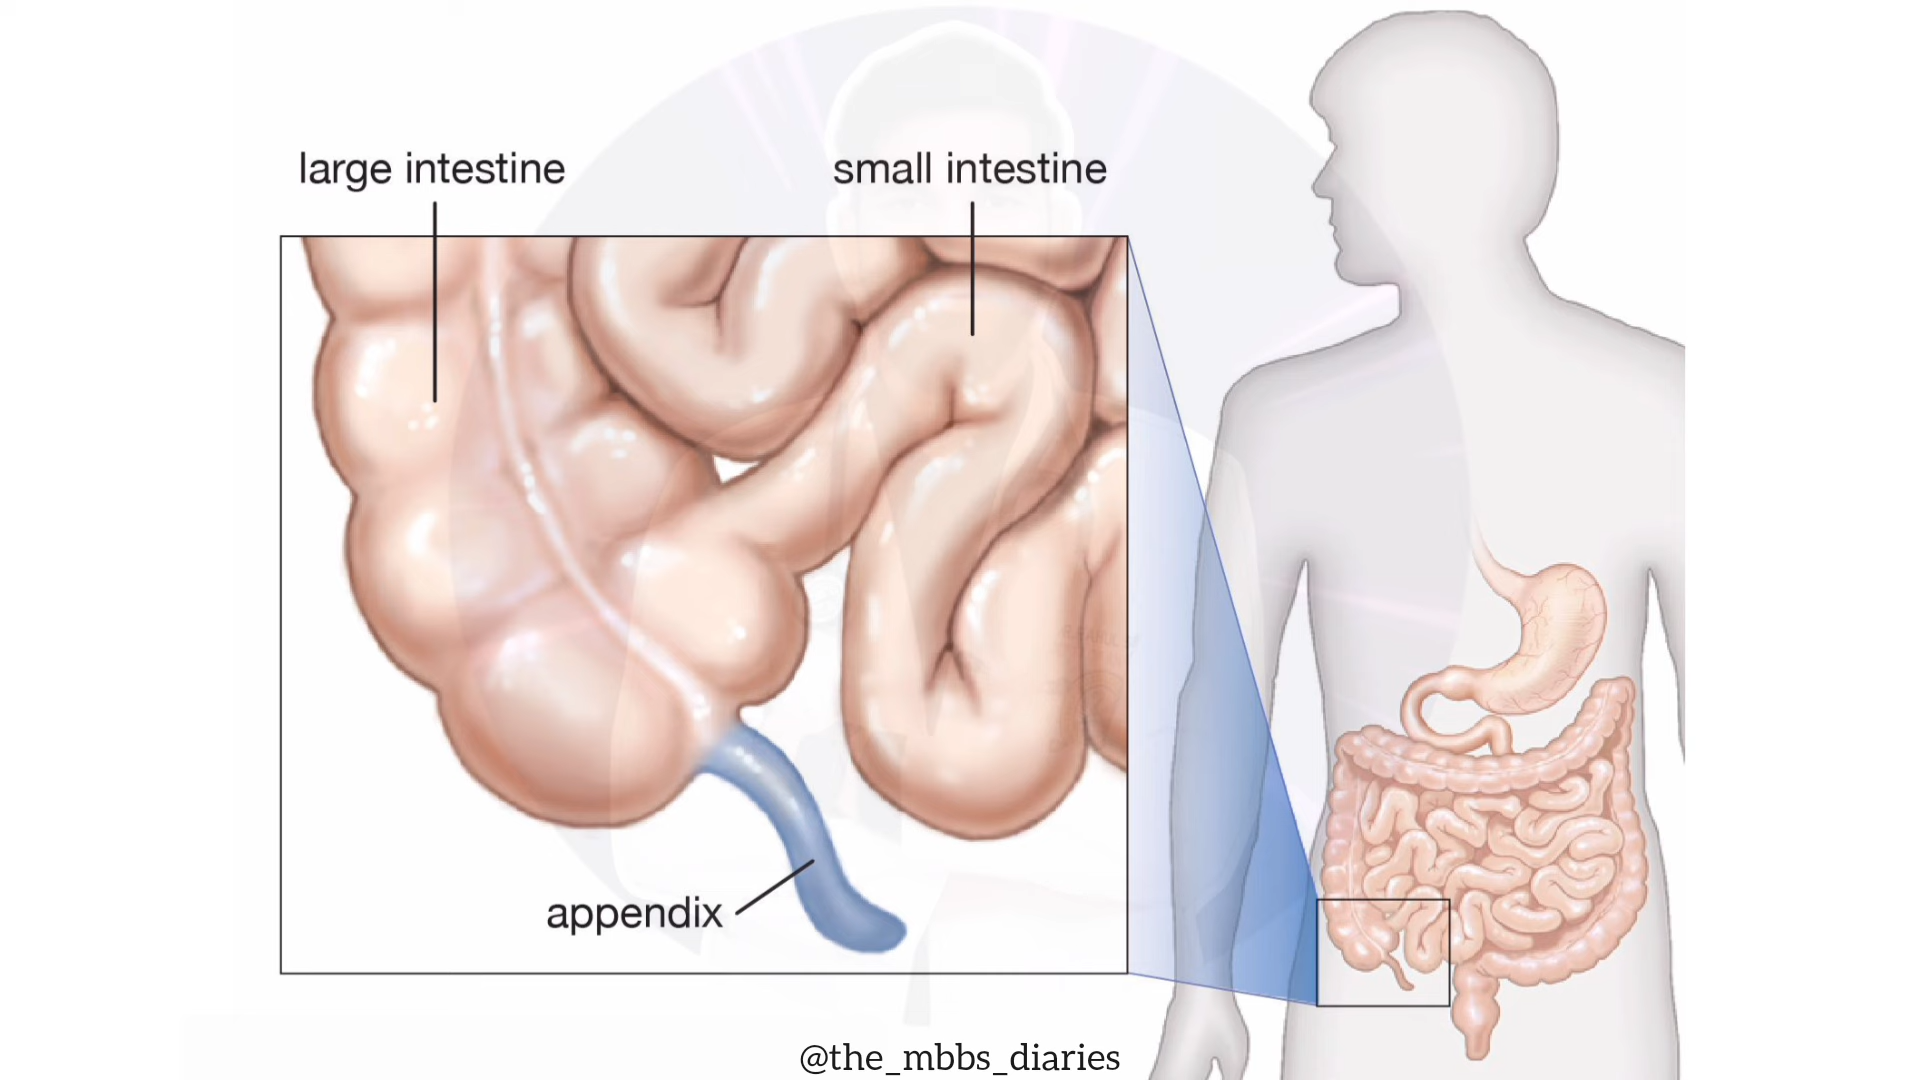 large intestine
small intestine
appendix
@the_mbbs_diaries